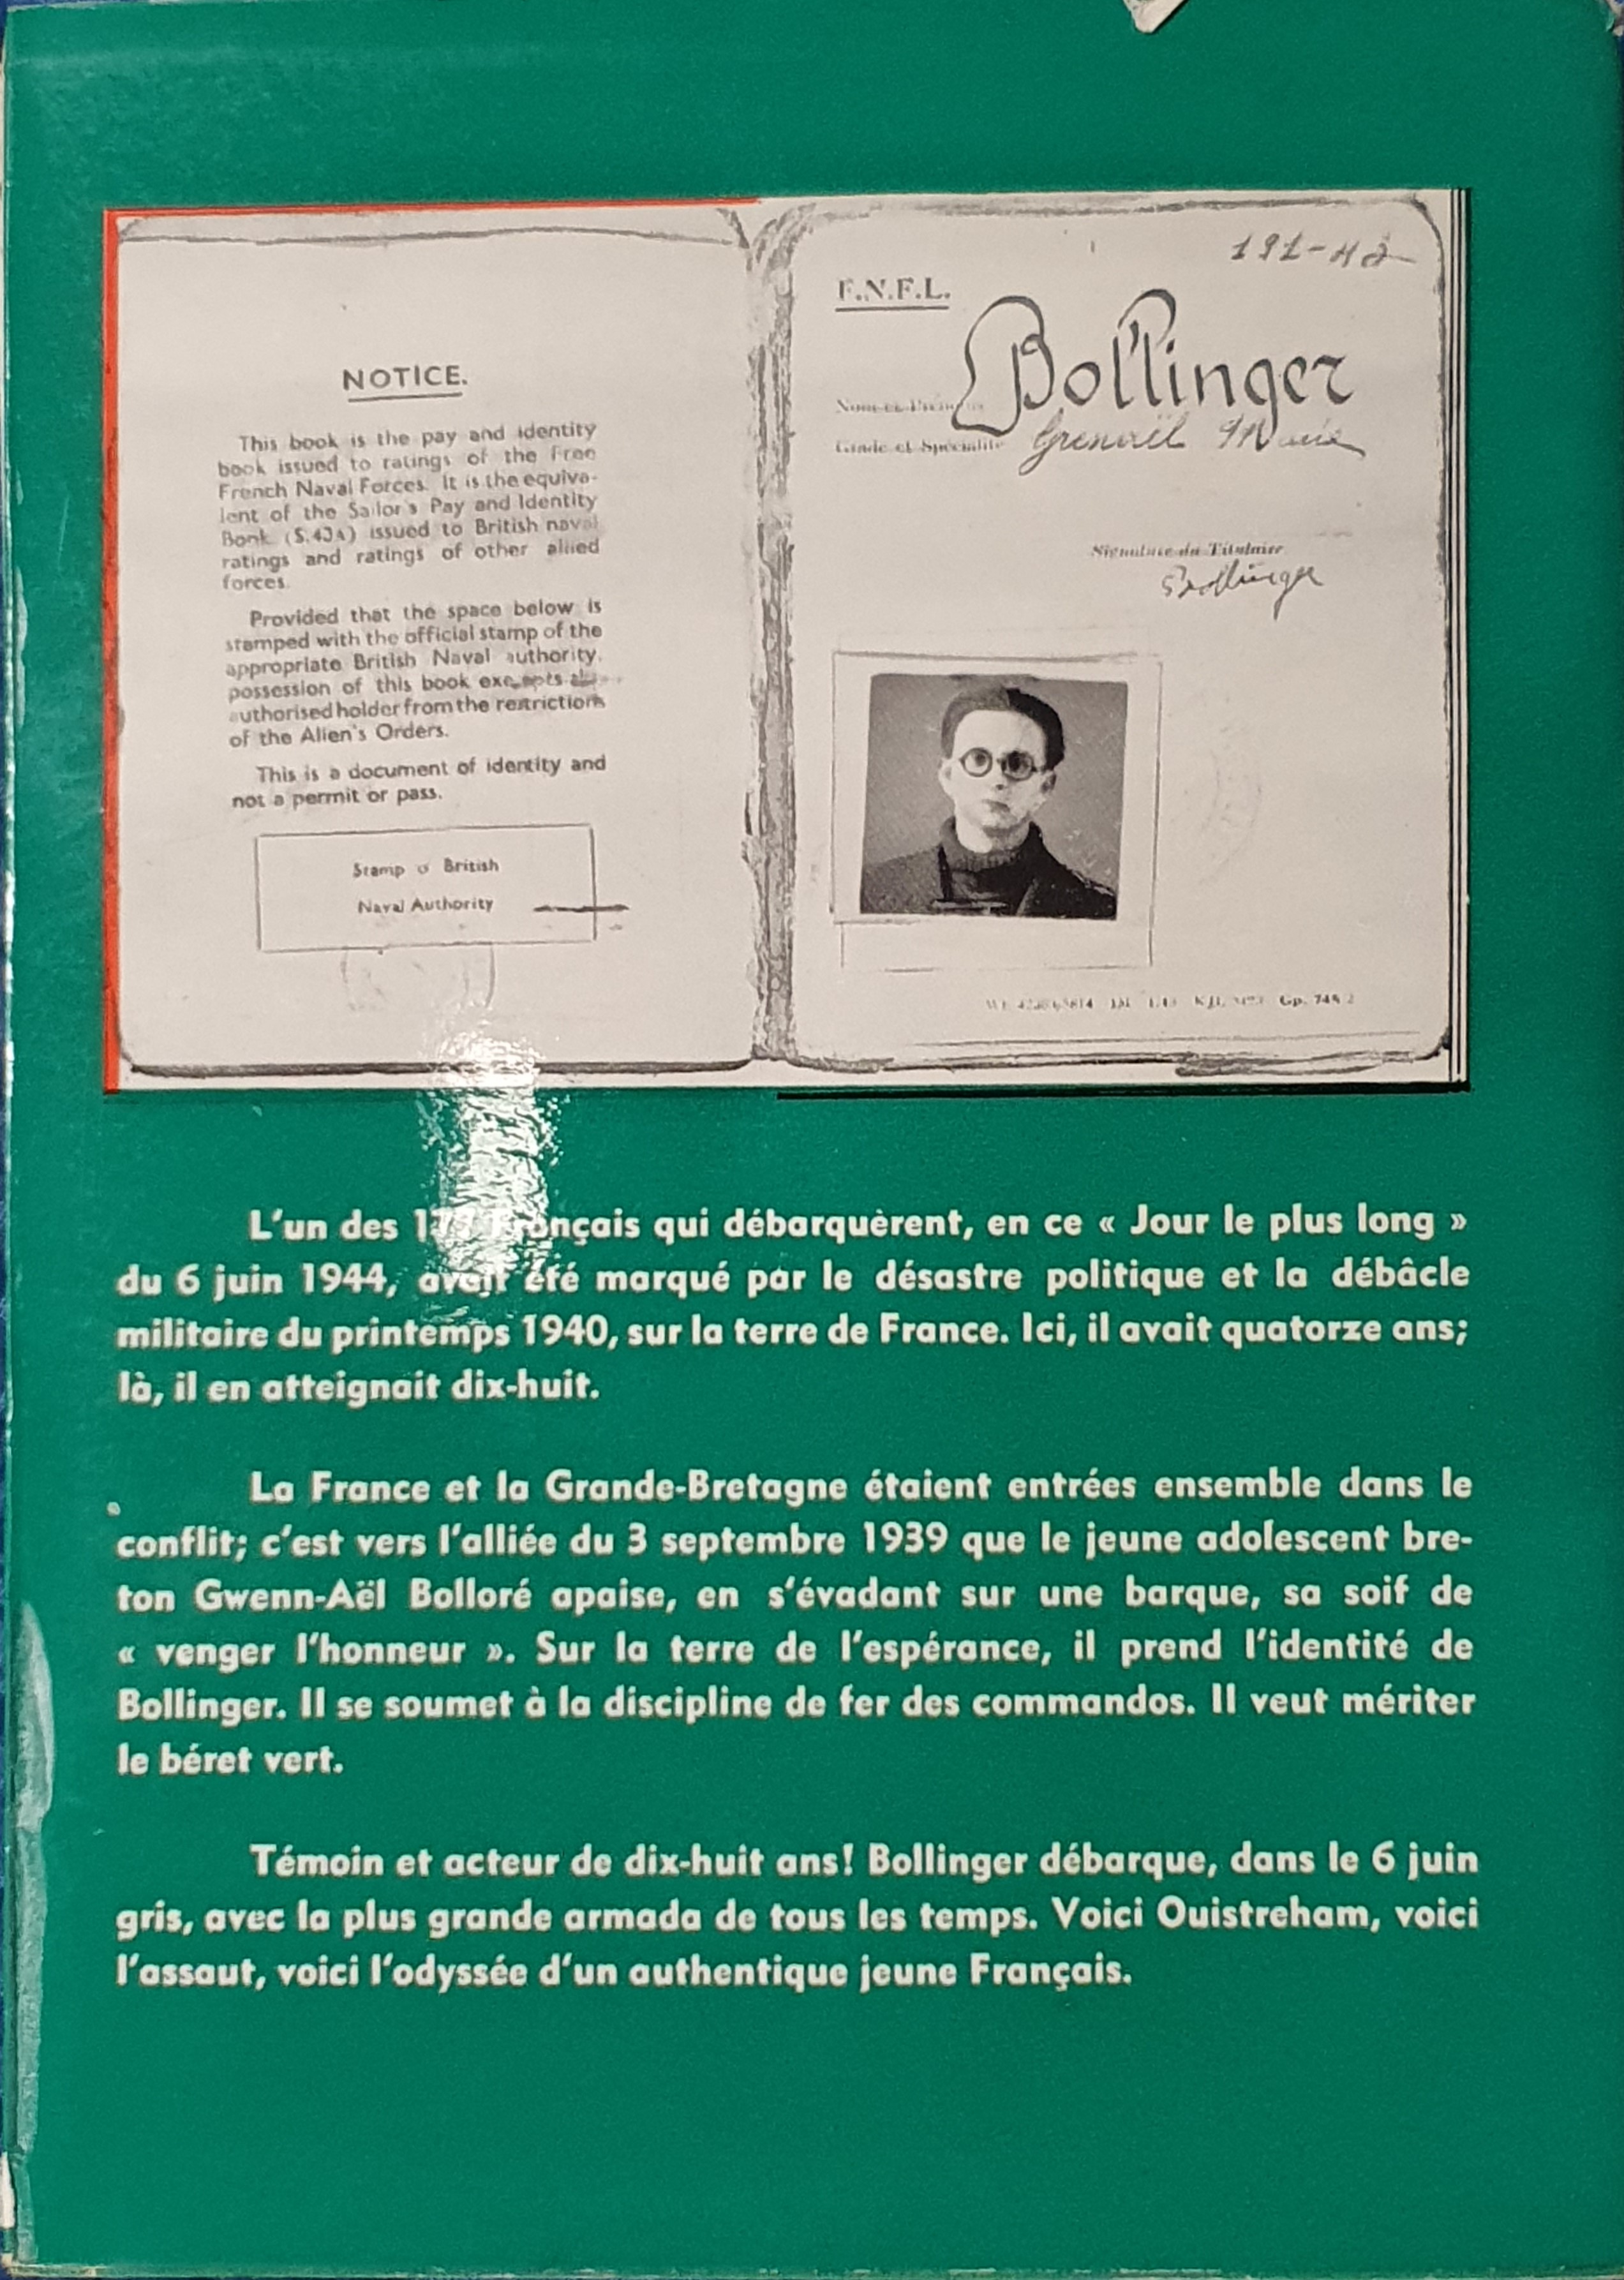 NOTICE.
This book is the pay and identity
book issued to ratings of the Free
French Naval Forces. It is the equiva-
lent of the Sailor's Pay and Identity
Book (S.43A) issued to British naval
ratings and ratings of other allied
forces.
Provided that the space below is
stamped with the official stamp of the
appropriate British Naval authority.
possession of this book
authorised holder from the restrictions
of the Alien's Orders.
This is a document of identity and
not a permit or pass.
Stamp British
Naval Authority
191-42
F.N.F.L.
Bollinger
Nom et Prénoms
Grade et Spécialité
Signature du Titulaire
Bollinger
Gp.
L'un des Français qui débarquèrent, en ce « Jour le plus long »
du 6 juin 1944, avait été marqué par le désastre politique et la débâcle
militaire du printemps 1940, sur la terre de France. Ici, il avait quatorze ans;
là, il en atteignait dix-huit.
La France et la Grande-Bretagne étaient entrées ensemble dans le
conflit; c'est vers l'alliée du 3 septembre 1939 que le jeune adolescent bre-
ton Gwenn-Aël Bolloré apaise, en s'évadant sur une barque, sa soif de
« venger l'honneur ». Sur la terre de l'espérance, il prend l'identité de
Bollinger. Il se soumet à la discipline de fer des commandos. Il veut mériter
le béret vert.
Témoin et acteur de dix-huit ans! Bollinger débarque, dans le 6 juin
gris, avec la plus grande armada de tous les temps. Voici Ouistreham, voici
l'assaut, voici l'odyssée d'un authentique jeune Français.